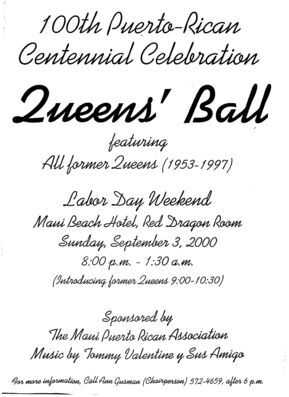 100th Puerto-Rican
Centennial Celebration
Queens' Ball
featuring
All former Queens (1953-1997)
Labor Day Weekend
Maui Beach Hotel, Red Dragon Room
Sunday, September 3, 2000
8:00 p.m. - 1:30 a.m.
(Introducing former Queens 9:00-10:30)
Sponsored by
The Maui Puerto Rican Association
Music by Tommy Valentine y Sus Amigo
For more information, Call Ann Gusman (Chairperson) 572-4659, after 6 p.m.